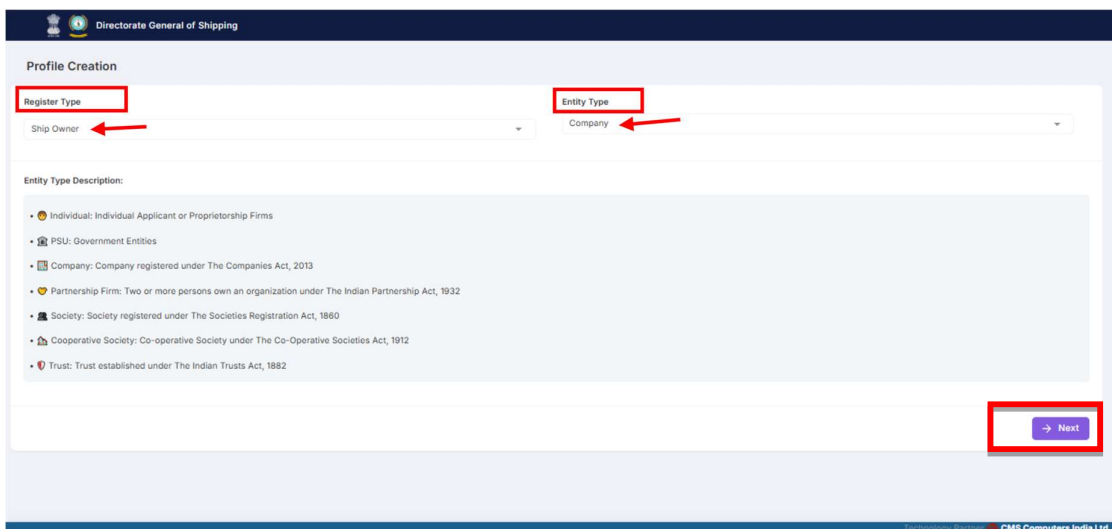 Directorate General of Shipping
Profile Creation
Register Type
Entity Type
Ship Owner
Company
Entity Type Description:
• Individual: Individual Applicant or Proprietorship Firms
• PSU: Government Entities
• Company: Company registered under The Companies Act, 2013
• Partnership Firm: Two or more persons own an organization under The Indian Partnership Act, 1932
• Society: Society registered under The Societies Registration Act, 1860
• Cooperative Society: Co-operative Society under The Co-Operative Societies Act, 1912
• Trust: Trust established under The Indian Trusts Act, 1882
→ Next
Technology Partner CMS Computers India Ltd